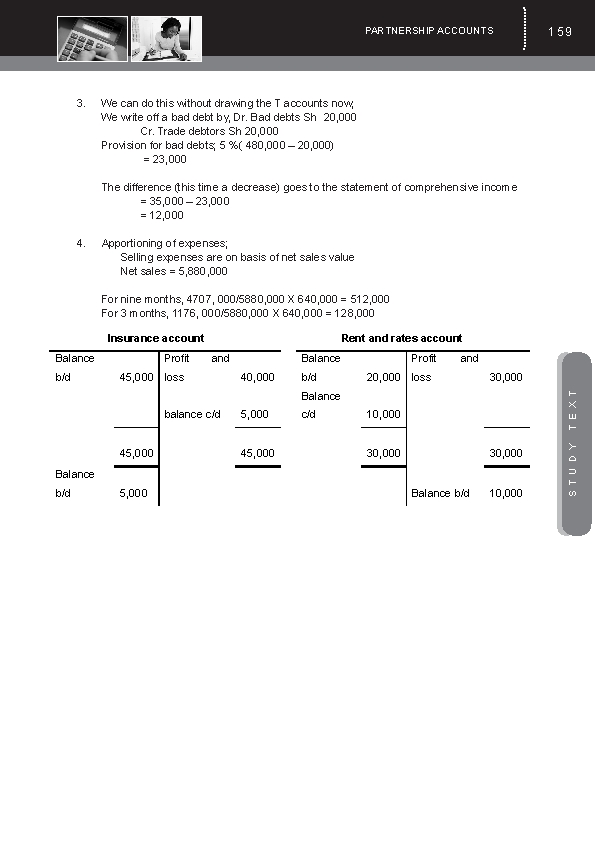 PARTNERSHIP ACCOUNTS 159
3. We can do this without drawing the T accounts now;
We write off a bad debt by, Dr. Bad debts Sh 20,000
Cr. Trade debtors Sh 20,000
Provision for bad debts; 5 %( 480,000 – 20,000)
= 23,000
The difference (this time a decrease) goes to the statement of comprehensive income
= 35,000 – 23,000
= 12,000
4. Apportioning of expenses;
Selling expenses are on basis of net sales value
Net sales = 5,880,000
For nine months, 4707, 000/5880,000 X 640,000 = 512,000
For 3 months, 1176, 000/5880,000 X 640,000 = 128,000
Insurance account
Balance Profit and
b/d 45,000 loss 40,000
balance c/d 5,000
45,000 45,000
Balance
b/d 5,000
Rent and rates account
Balance Profit and
b/d 20,000 loss 30,000
Balance
c/d 10,000
30,000 30,000
Balance b/d 10,000
STUDY TEXT